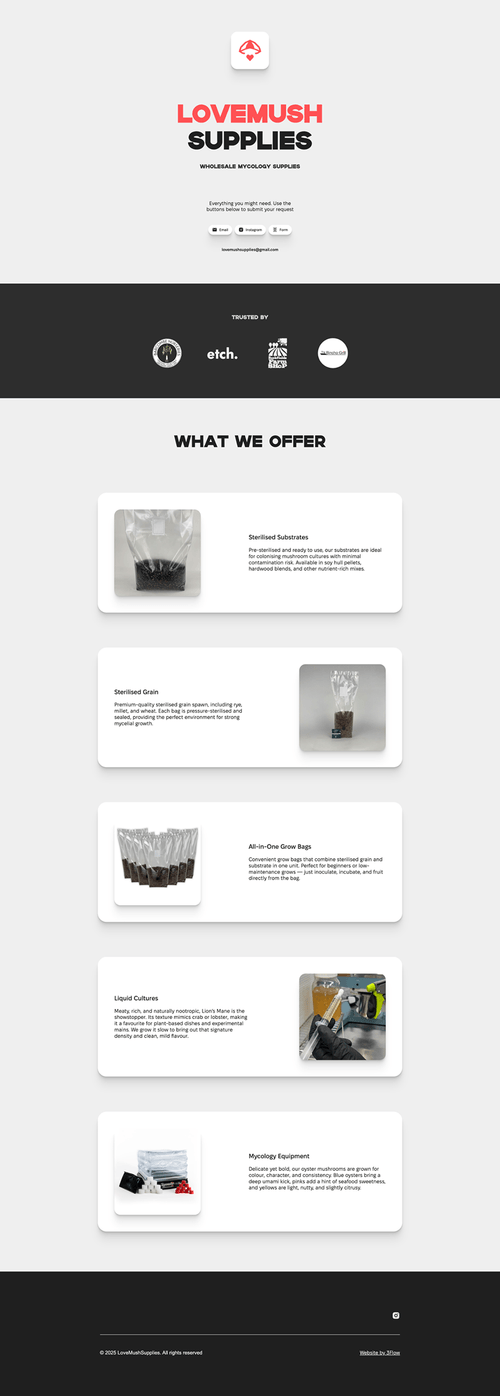 LOVEMUSH
SUPPLIES
WHOLESALE MYCOLOGY SUPPLIES
Everything you might need. Use the
buttons below to submit your request
Email Instagram Form
lovemushsupplies@gmail.com
TRUSTED BY
etch.
WHAT WE OFFER
Sterilised Substrates
Pre-sterilised and ready to use, our substrates are ideal
for colonising mushroom cultures with minimal
contamination risk. Available in soy hull pellets,
hardwood blends, and other nutrient-rich mixes.
Sterilised Grain
Premium-quality sterilised grain spawn, including rye,
millet, and wheat. Each bag is pressure-sterilised and
sealed, providing the perfect environment for strong
mycelial growth.
All-in-One Grow Bags
Convenient grow bags that combine sterilised grain and
substrate in one unit. Perfect for beginners or low-
maintenance grows — just inoculate, incubate, and fruit
directly from the bag.
Liquid Cultures
Meaty, rich, and naturally nootropic, Lion's Mane is the
showstopper. Its texture mimics crab or lobster, making
it a favourite for plant-based dishes and experimental
mains. We grow it slow to bring out that signature
density and clean, mild flavour.
Mycology Equipment
Delicate yet bold, our oyster mushrooms are grown for
colour, character, and consistency. Blue oysters bring a
deep umami kick, pinks add a hint of seafood sweetness,
and yellows are light, nutty, and slightly citrusy.
© 2025 LoveMushSupplies. All rights reserved
Website by 3Flow